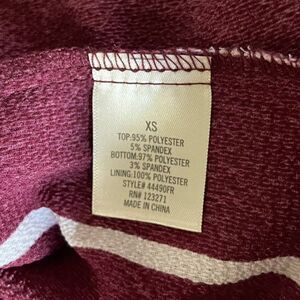 XS
TOP:95% POLYESTER
5% SPANDEX
BOTTOM:97% POLYESTER
3% SPANDEX
LINING:100% POLYESTER
STYLE# 44490FR
RN# 123271
MADE IN CHINA